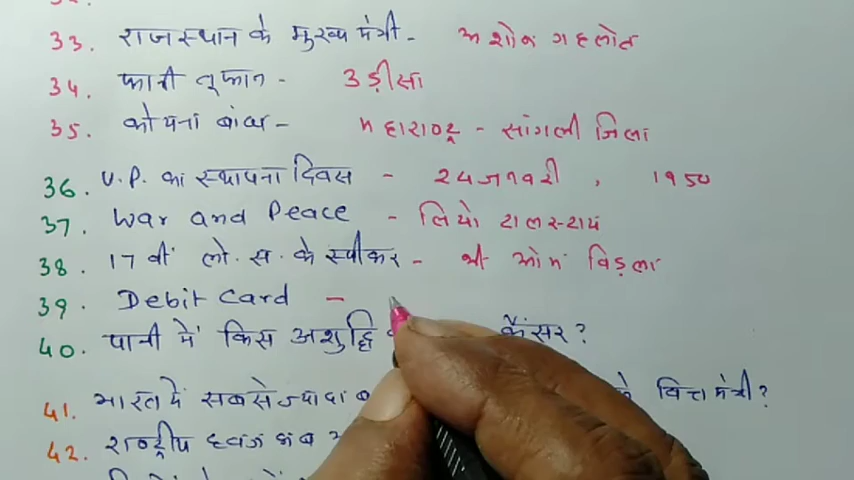 33. राजस्थान के मुख्य मंत्री - अशोक गहलोत
34. फानी तूफान - उड़ीसा
35. कोयना बांध - महाराष्ट्र - सांगली जिला
36. U.P. का स्थापना दिवस - 24 जनवरी, 1950
37. War and Peace - लियो टालस्टाय
38. 17 वीं लो. स. के स्पीकर - श्री ओम बिड़ला
39. Debit Card -
40. पानी में किस अशुद्धि कैंसर ?
41. भारत में सबसे ज्यादा के वित्त मंत्री ?
42. राष्ट्रीय ध्वज कब